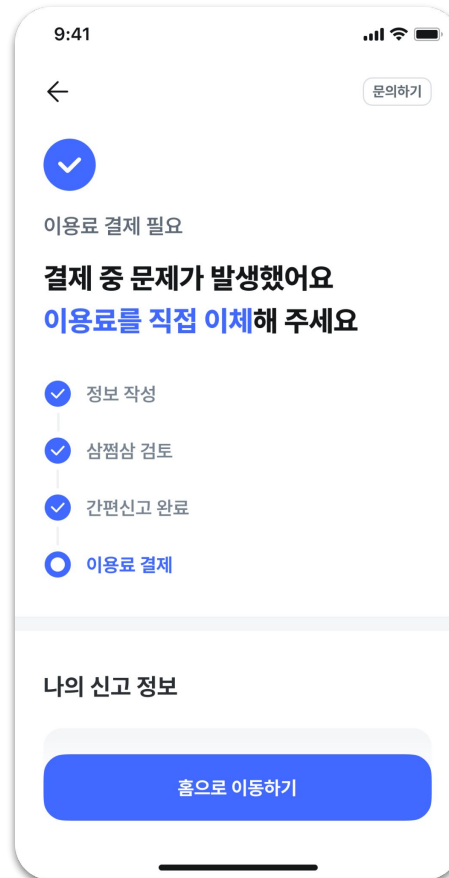 9:41
문의하기
이용료 결제 필요
결제 중 문제가 발생했어요
이용료를 직접 이체해 주세요
정보 작성
삼쩜삼 검토
간편신고 완료
이용료 결제
나의 신고 정보
홈으로 이동하기